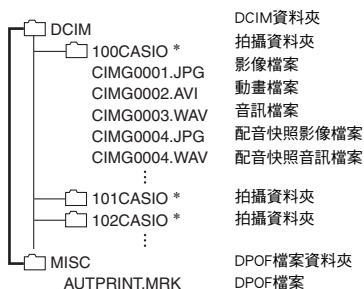 DCIM DCIM資料夾
100CASIO * 拍攝資料夾
CIMG0001.JPG 影像檔案
CIMG0002.AVI 動畫檔案
CIMG0003.WAV 音訊檔案
CIMG0004.JPG 配音快照影像檔案
CIMG0004.WAV 配音快照音訊檔案
⋮
101CASIO * 拍攝資料夾
102CASIO * 拍攝資料夾
⋮
MISC DPOF檔案資料夾
AUTPRINT.MRK DPOF檔案